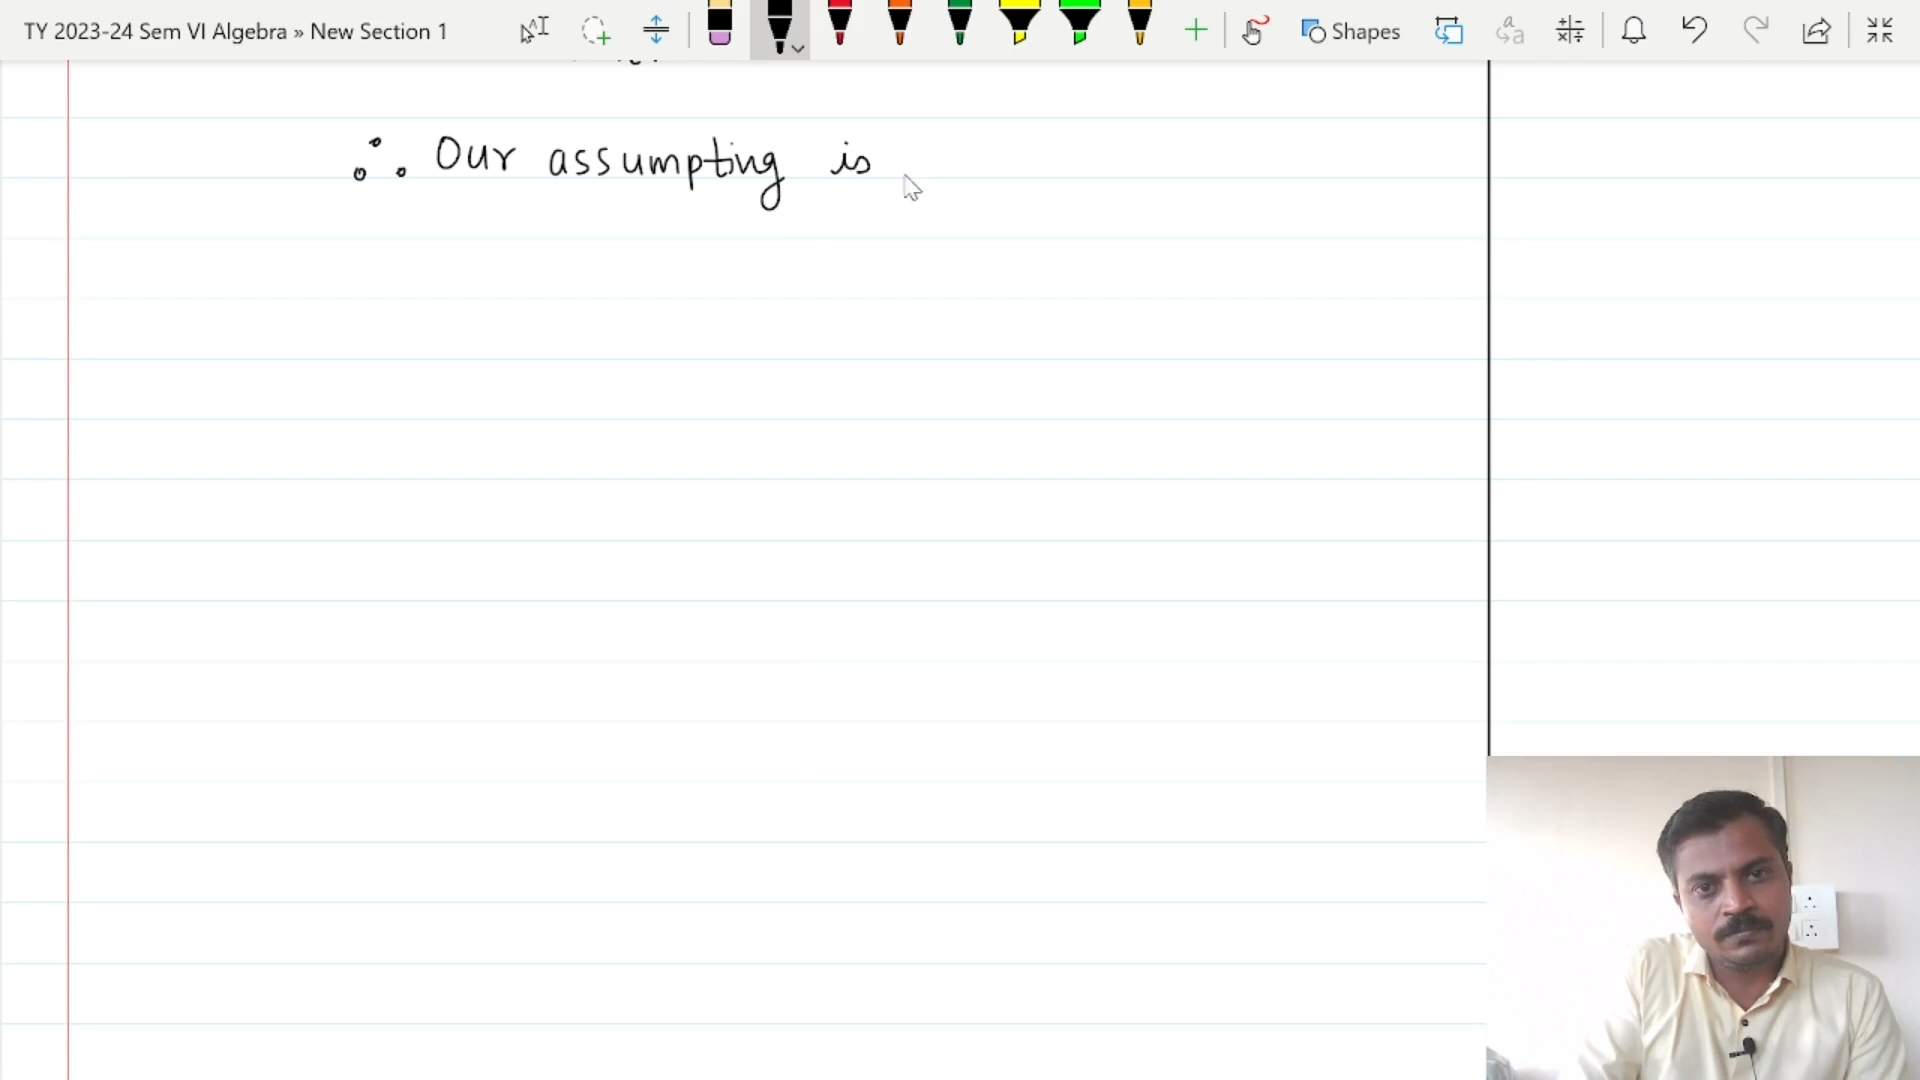 TY 2023-24 Sem VI Algebra » New Section 1
Shapes
∴ Our assumpting is